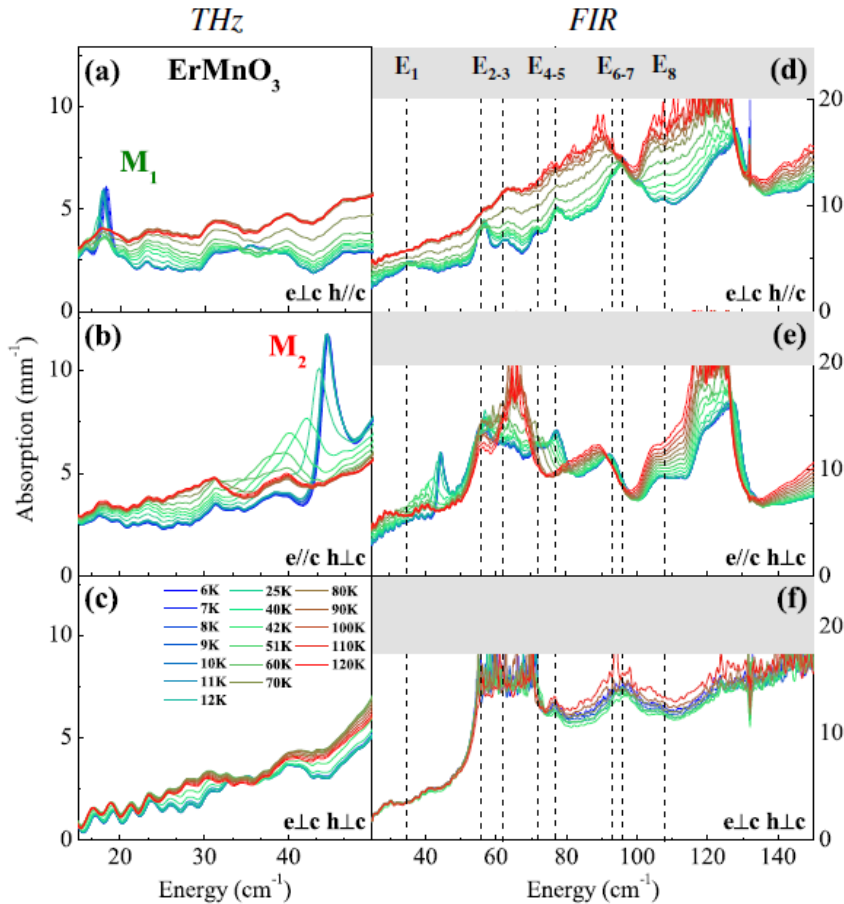 THz FIR
(a) ErMnO₃ E₁ E₂₋₃ E₄₋₅ E₆₋₇ E₈ (d)
M₁
10
5
0
20
10
0
e⊥c h//c
e⊥c h//c
(b) M₂ (e)
Absorption (mm⁻¹)
10
5
0
20
10
0
e//c h⊥c
e//c h⊥c
(c) (f)
6K 25K 80K
7K 40K 90K
8K 42K 100K
9K 51K 110K
10K 60K 120K
11K 70K
12K
10
5
0
20
10
0
e⊥c h⊥c
e⊥c h⊥c
20 30 40
40 60 80 100 120 140
Energy (cm⁻¹) Energy (cm⁻¹)